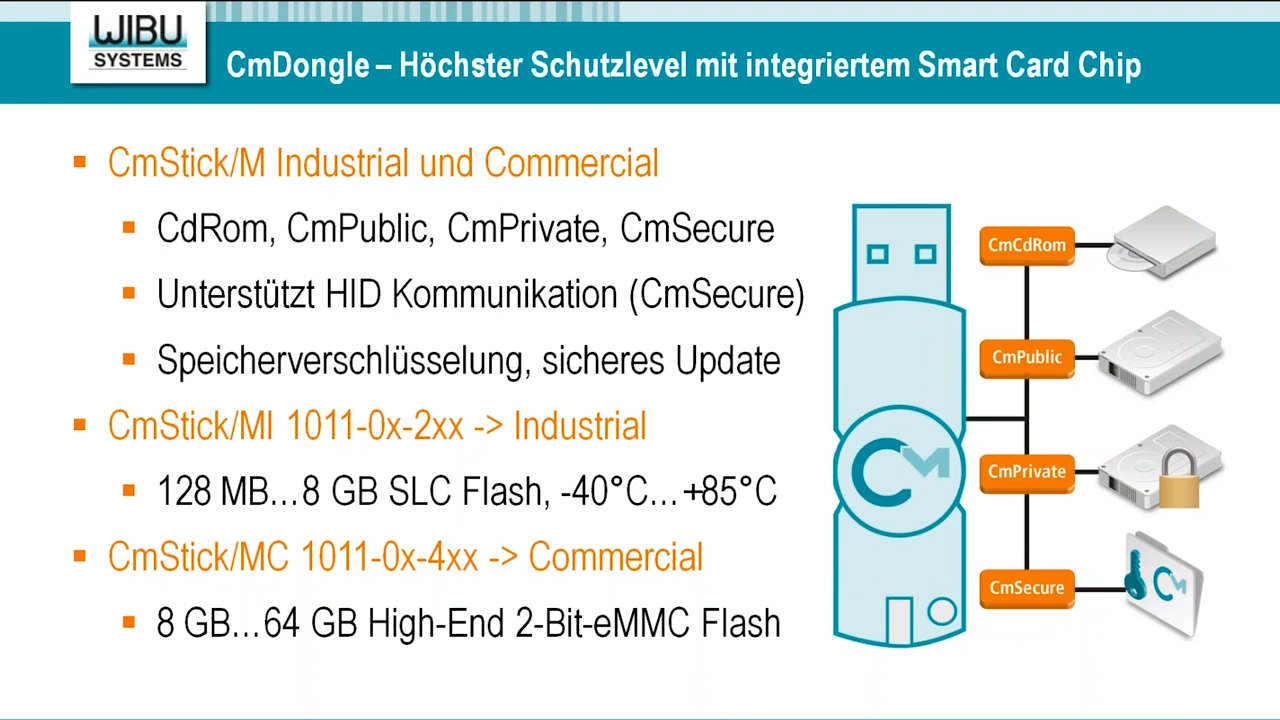 WIBU
SYSTEMS
CmDongle – Höchster Schutzlevel mit integriertem Smart Card Chip
CmStick/M Industrial und Commercial
CdRom, CmPublic, CmPrivate, CmSecure
Unterstützt HID Kommunikation (CmSecure)
Speicherverschlüsselung, sicheres Update
CmStick/MI 1011-0x-2xx -> Industrial
128 MB...8 GB SLC Flash, -40°C...+85°C
CmStick/MC 1011-0x-4xx -> Commercial
8 GB...64 GB High-End 2-Bit-eMMC Flash
CM
CmCdRom
CmPublic
CmPrivate
CmSecure
CM